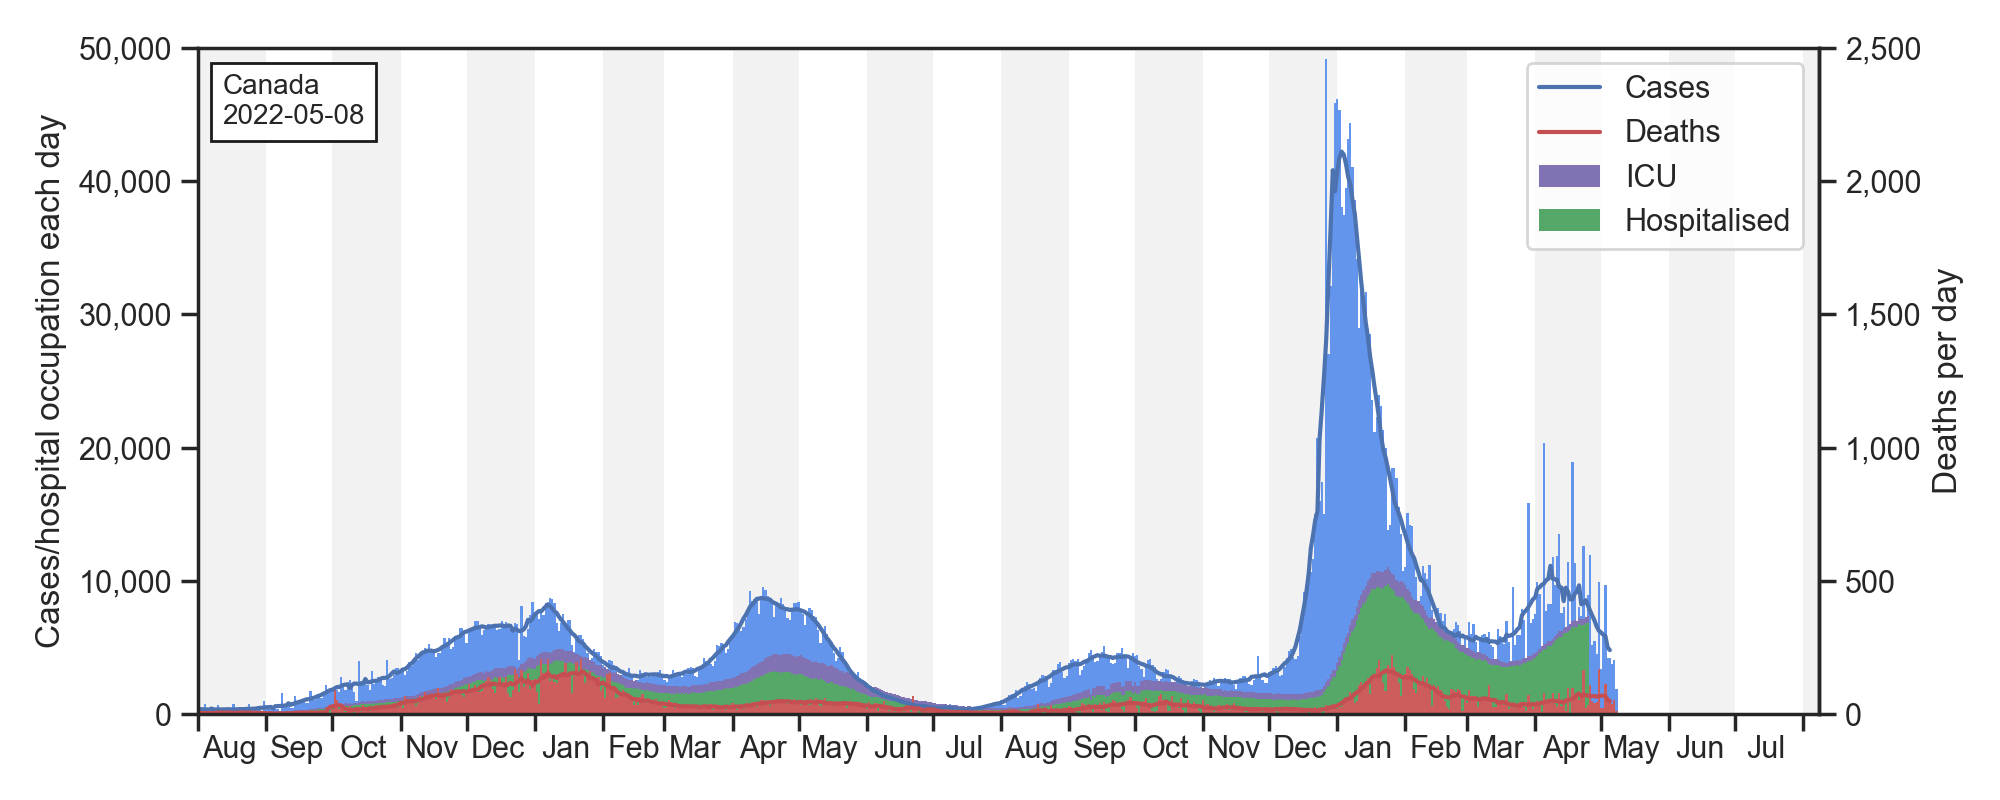 Canada
2022-05-08
Cases
Deaths
ICU
Hospitalised
Cases/hospital occupation each day
50,000
40,000
30,000
20,000
10,000
0
Deaths per day
2,500
2,000
1,500
1,000
500
0
Aug Sep Oct Nov Dec Jan Feb Mar Apr May Jun Jul Aug Sep Oct Nov Dec Jan Feb Mar Apr May Jun Jul